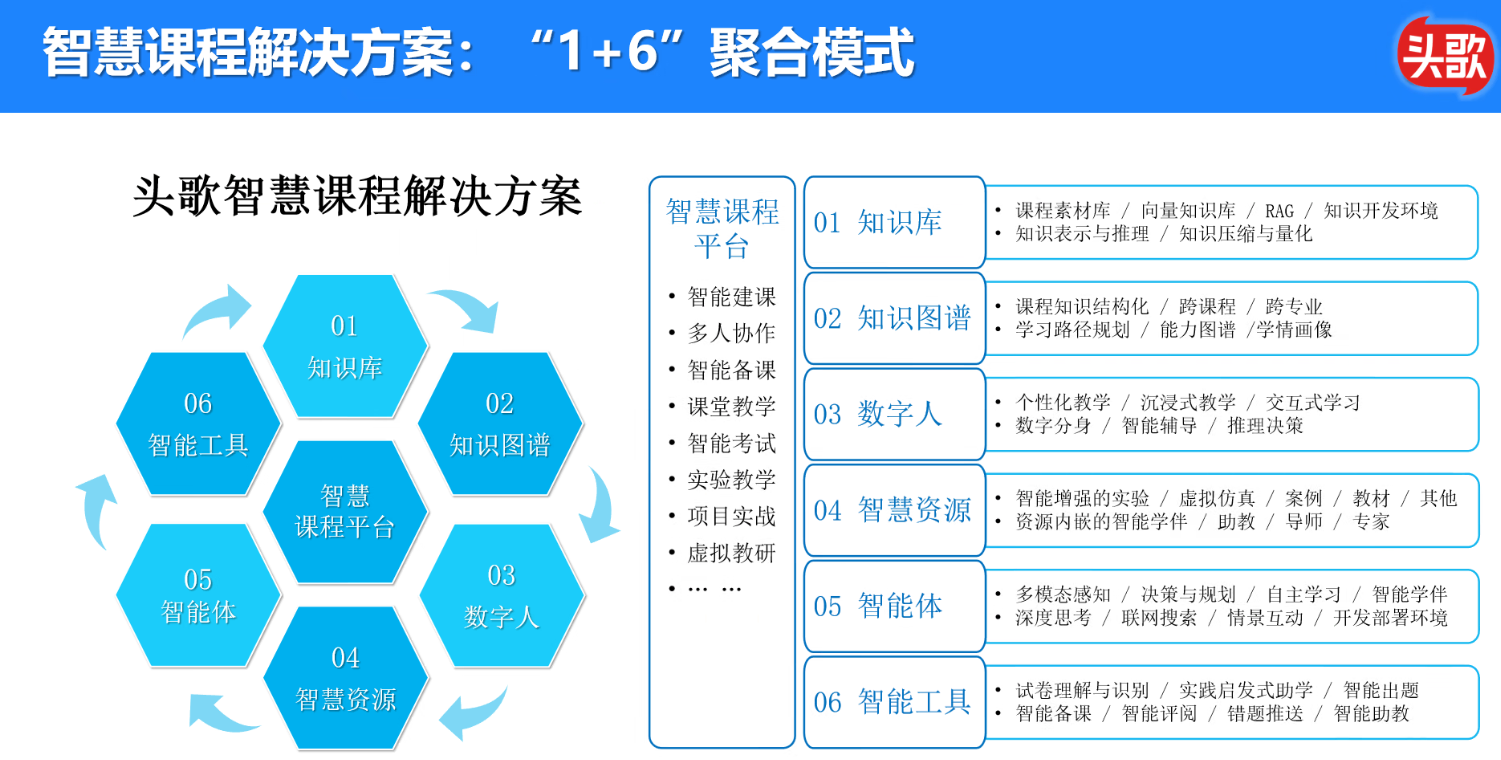 智慧课程解决方案：“1+6”聚合模式
头歌
头歌智慧课程解决方案
01
知识库
02
知识图谱
03
数字人
04
智慧资源
05
智能体
06
智能工具
智慧
课程平台
智慧课程
平台
• 智能建课
• 多人协作
• 智能备课
• 课堂教学
• 智能考试
• 实验教学
• 项目实战
• 虚拟教研
• … …
01 知识库
• 课程素材库 / 向量知识库 / RAG / 知识开发环境
• 知识表示与推理 / 知识压缩与量化
02 知识图谱
• 课程知识结构化 / 跨课程 / 跨专业
• 学习路径规划 / 能力图谱 /学情画像
03 数字人
• 个性化教学 / 沉浸式教学 / 交互式学习
• 数字分身 / 智能辅导 / 推理决策
04 智慧资源
• 智能增强的实验 / 虚拟仿真 / 案例 / 教材 / 其他
• 资源内嵌的智能学伴 / 助教 / 导师 / 专家
05 智能体
• 多模态感知 / 决策与规划 / 自主学习 / 智能学伴
• 深度思考 / 联网搜索 / 情景互动 / 开发部署环境
06 智能工具
• 试卷理解与识别 / 实践启发式助学 / 智能出题
• 智能备课 / 智能评阅 / 错题推送 / 智能助教